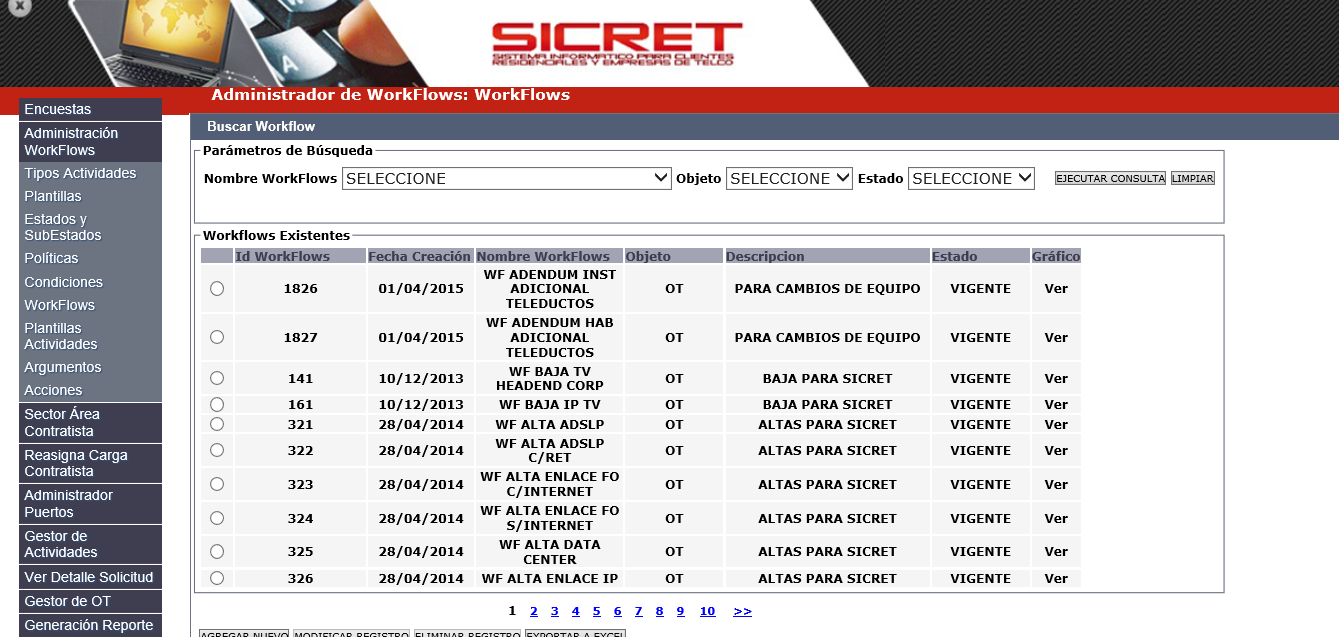 x
SICRET
SISTEMA INFORMATICO PARA CLIENTES
RESIDENCIALES Y EMPRESAS DE TELCO
Administrador de WorkFlows: WorkFlows
Encuestas
Administración
WorkFlows
Tipos Actividades
Plantillas
Estados y
SubEstados
Políticas
Condiciones
WorkFlows
Plantillas
Actividades
Argumentos
Acciones
Sector Área
Contratista
Reasigna Carga
Contratista
Administrador
Puertos
Gestor de
Actividades
Ver Detalle Solicitud
Gestor de OT
Generación Reporte
Buscar Workflow
Parámetros de Búsqueda
Nombre WorkFlows SELECCIONE Objeto SELECCIONE Estado SELECCIONE EJECUTAR CONSULTA LIMPIAR
Workflows Existentes
Id WorkFlows Fecha Creación Nombre WorkFlows Objeto Descripcion Estado Gráfico
WF ADENDUM INST
1826 01/04/2015 ADICIONAL OT PARA CAMBIOS DE EQUIPO VIGENTE Ver
TELEDUCTOS
WF ADENDUM HAB
1827 01/04/2015 ADICIONAL OT PARA CAMBIOS DE EQUIPO VIGENTE Ver
TELEDUCTOS
141 10/12/2013 WF BAJA TV OT BAJA PARA SICRET VIGENTE Ver
HEADEND CORP
161 10/12/2013 WF BAJA IP TV OT BAJA PARA SICRET VIGENTE Ver
321 28/04/2014 WF ALTA ADSLP OT ALTAS PARA SICRET VIGENTE Ver
322 28/04/2014 WF ALTA ADSLP OT ALTAS PARA SICRET VIGENTE Ver
C/RET
323 28/04/2014 WF ALTA ENLACE FO OT ALTAS PARA SICRET VIGENTE Ver
C/INTERNET
324 28/04/2014 WF ALTA ENLACE FO OT ALTAS PARA SICRET VIGENTE Ver
S/INTERNET
325 28/04/2014 WF ALTA DATA OT ALTAS PARA SICRET VIGENTE Ver
CENTER
326 28/04/2014 WF ALTA ENLACE IP OT ALTAS PARA SICRET VIGENTE Ver
1 2 3 4 5 6 7 8 9 10 >>
AGREGAR NUEVO MODIFICAR REGISTRO ELIMINAR REGISTRO EXPORTAR A EXCEL